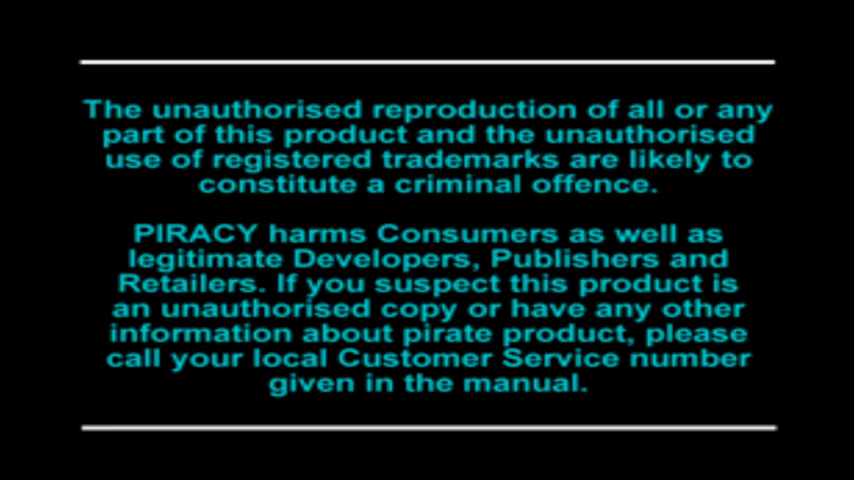 The unauthorised reproduction of all or any
part of this product and the unauthorised
use of registered trademarks are likely to
constitute a criminal offence.
PIRACY harms Consumers as well as
legitimate Developers, Publishers and
Retailers. If you suspect this product is
an unauthorised copy or have any other
information about pirate product, please
call your local Customer Service number
given in the manual.